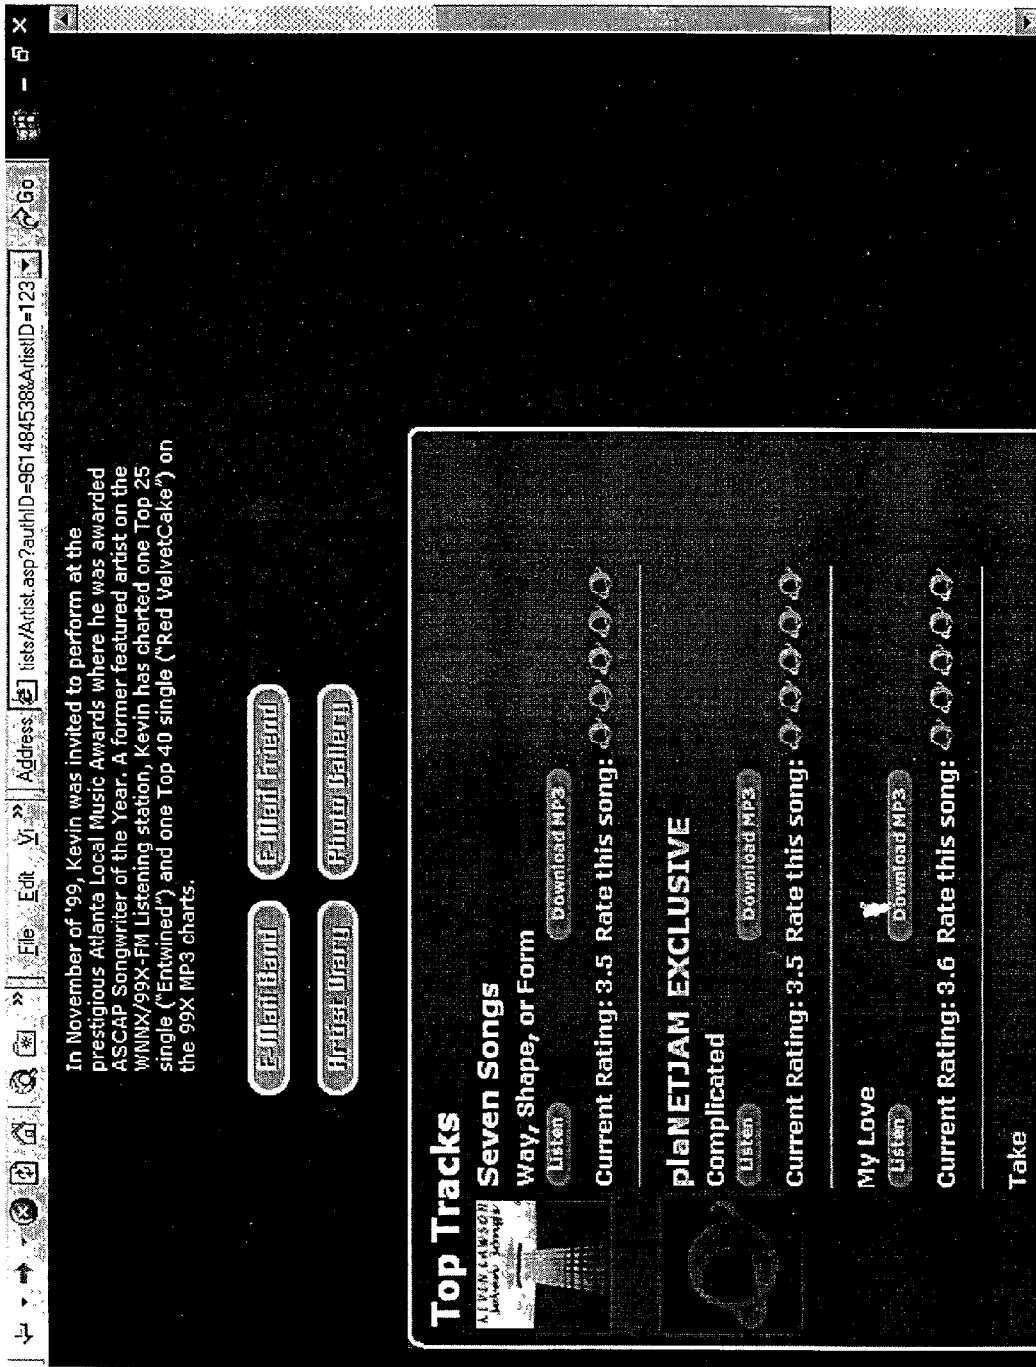 » File Edit Vi » Address lists/Artist.asp?authID=961484538&ArtistID=123 Go
In November of '99, Kevin was invited to perform at the
prestigious Atlanta Local Music Awards where he was awarded
ASCAP Songwriter of the Year. A former featured artist on the
WNNX/99X-FM Listening station, Kevin has charted one Top 25
single ("Entwined") and one Top 40 single ("Red VelvetCake") on
the 99X MP3 charts.
E-Mail Band E-Mail Friend
Artist Diary Photo Gallery
Top Tracks
KEVIN LAWSON
seven songs
Seven Songs
Way, Shape, or Form
Listen Download MP3
Current Rating: 3.5 Rate this song:
plaNETJAM EXCLUSIVE
Complicated
Listen Download MP3
Current Rating: 3.5 Rate this song:
My Love
Listen Download MP3
Current Rating: 3.6 Rate this song:
Take